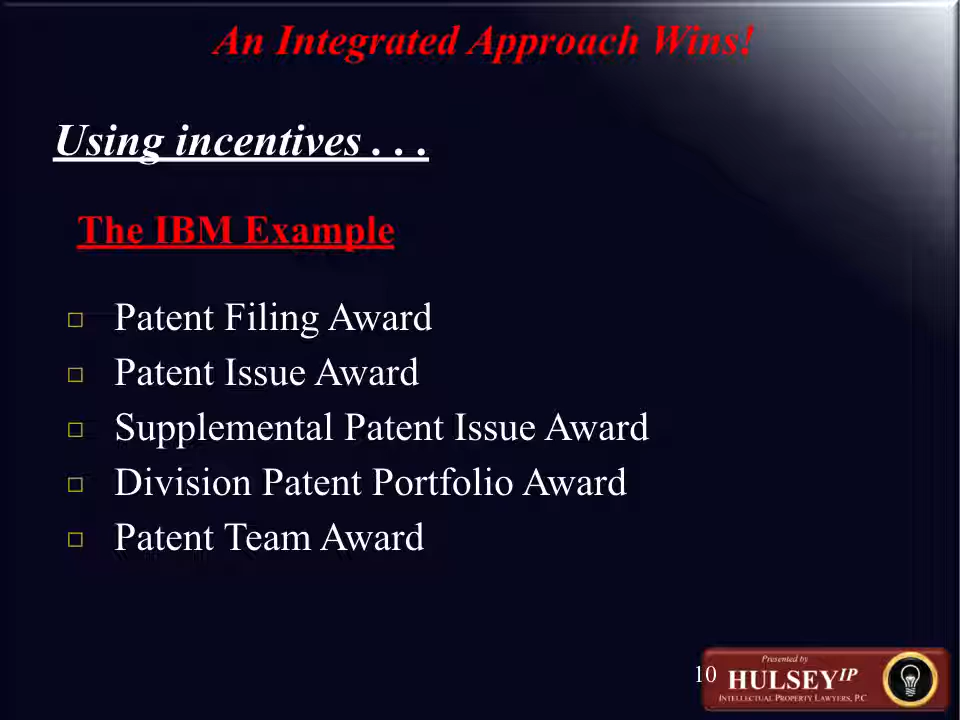 An Integrated Approach Wins!
Using incentives . . .
The IBM Example
Patent Filing Award
Patent Issue Award
Supplemental Patent Issue Award
Division Patent Portfolio Award
Patent Team Award
10
Presented by
HULSEY IP
INTELLECTUAL PROPERTY LAWYERS, P.C.